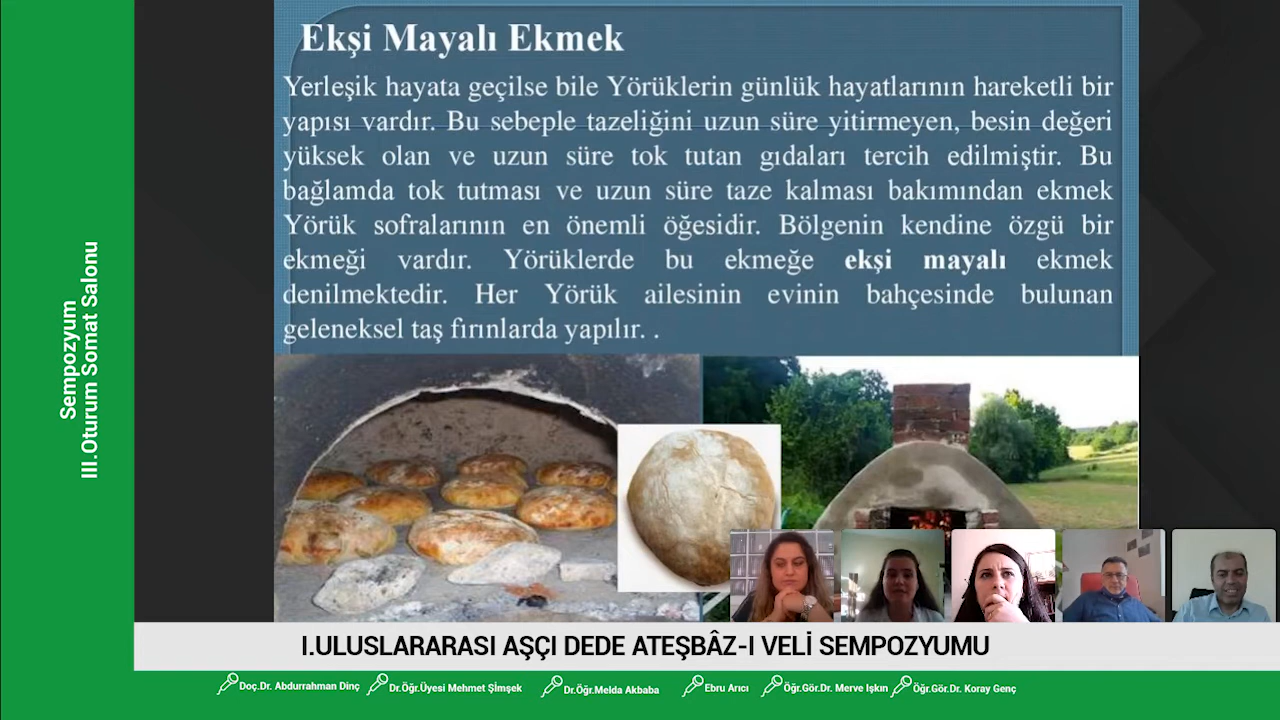 Sempozyum
III.Oturum Somat Salonu
Ekşi Mayalı Ekmek
Yerleşik hayata geçilse bile Yörüklerin günlük hayatlarının hareketli bir
yapısı vardır. Bu sebeple tazeliğini uzun süre yitirmeyen, besin değeri
yüksek olan ve uzun süre tok tutan gıdaları tercih edilmiştir. Bu
bağlamda tok tutması ve uzun süre taze kalması bakımından ekmek
Yörük sofralarının en önemli öğesidir. Bölgenin kendine özgü bir
ekmeği vardır. Yörüklerde bu ekmeğe ekşi mayalı ekmek
denilmektedir. Her Yörük ailesinin evinin bahçesinde bulunan
geleneksel taş fırınlarda yapılır. .
I.ULUSLARARASI AŞÇI DEDE ATEŞBÂZ-I VELİ SEMPOZYUMU
Doç.Dr. Abdurrahman Dinç
Dr.Öğr.Üyesi Mehmet Şİmşek
Dr.Öğr.Melda Akbaba
Ebru Arıcı
Öğr.Gör.Dr. Merve Işkın
Öğr.Gör.Dr. Koray Genç